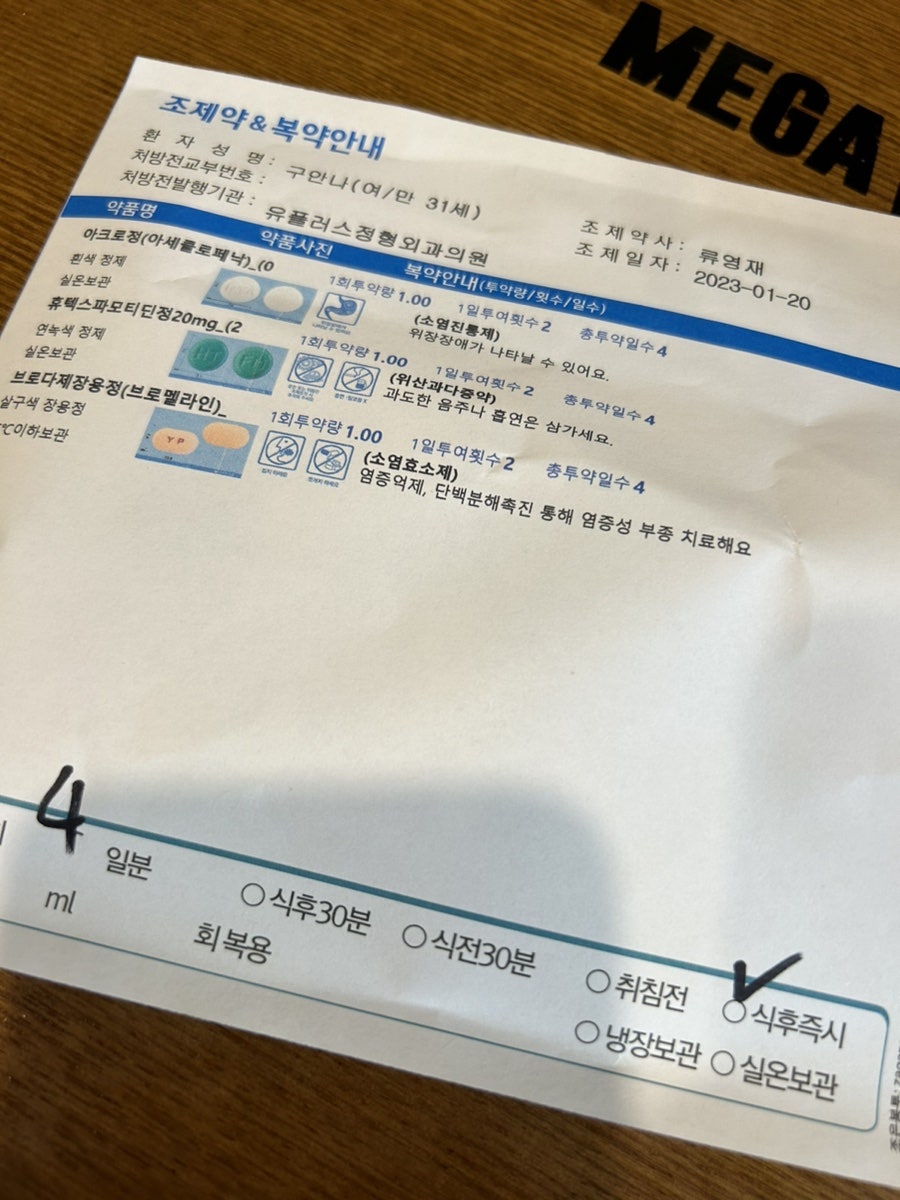 MEGA
조제약&복약안내
환 자 성 명 : 구안나(여/만 31세)
처방전교부번호 :
처방전발행기관 : 유플러스정형외과의원
조 제 약 사 : 류영재
조 제 일 자 : 2023-01-20
약품명 약품사진 복약안내(투약량/횟수/일수)
아크로정(아세클로페낙)_(0
흰색 정제
실온보관
1회투약량 1.00 1일투여횟수 2 총투약일수 4
(소염진통제)
위장장애가 나타날 수 있어요.
휴텍스파모티딘정20mg_(2
연녹색 정제
실온보관
1회투약량 1.00 1일투여횟수 2 총투약일수 4
(위산과다증약)
과도한 음주나 흡연은 삼가세요.
브로다제장용정(브로멜라인)_
살구색 장용정
℃이하보관
YP
1회투약량 1.00 1일투여횟수 2 총투약일수 4
(소염효소제)
염증억제, 단백분해촉진 통해 염증성 부종 치료해요
4 일분
ml
회 복용
식후30분 식전30분 취침전 식후즉시
냉장보관 실온보관